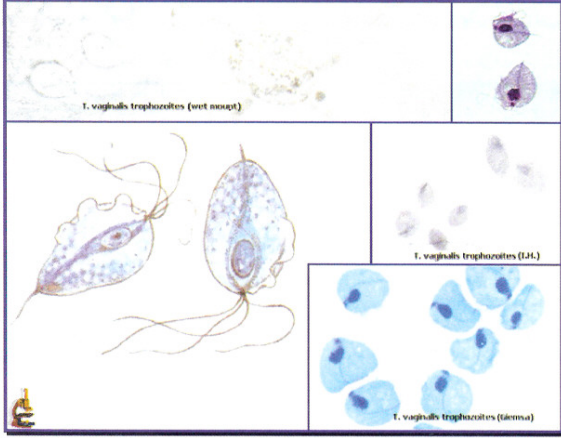 T. vaginalis trophozoites (wet mount)
T. vaginalis trophozoites (I.H.)
T. vaginalis trophozoites (Giemsa)